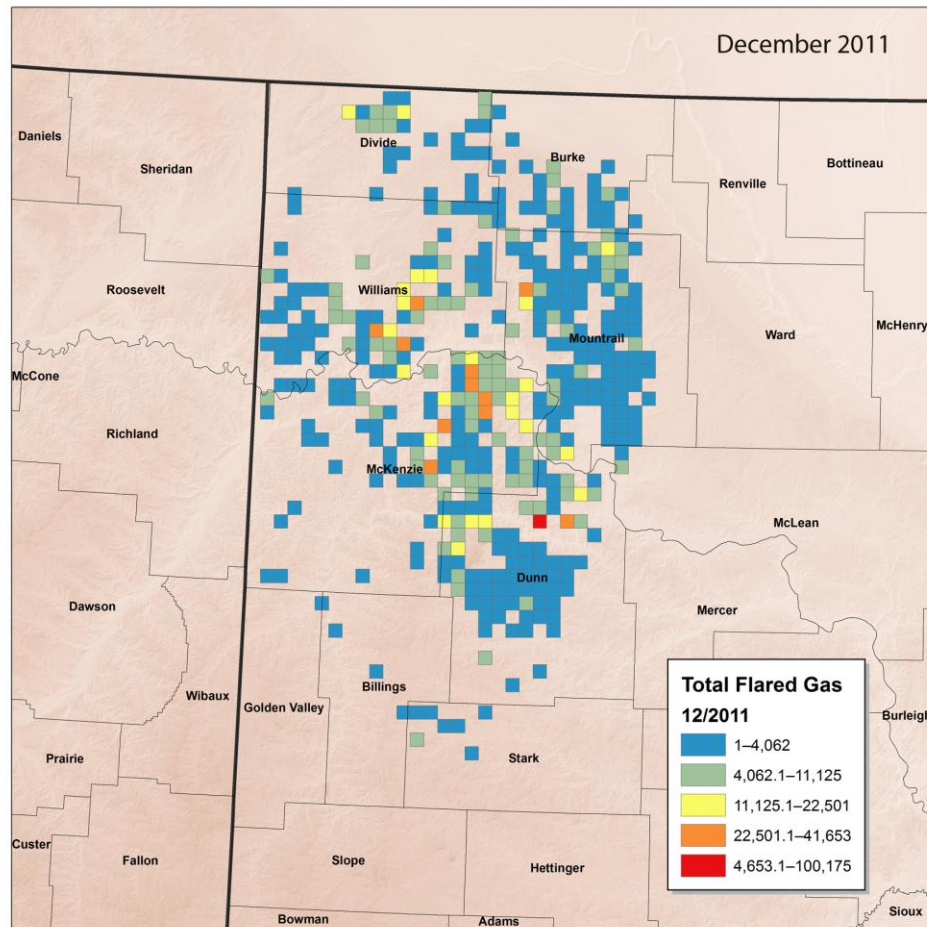 December 2011
Daniels
Sheridan
Divide
Burke
Renville
Bottineau
Roosevelt
Williams
Mountrail
Ward
McHenry
McCone
Richland
McKenzie
McLean
Dawson
Dunn
Mercer
Wibaux
Golden Valley
Billings
Burleigh
Prairie
Stark
Custer
Fallon
Slope
Hettinger
Bowman
Adams
Sioux
Total Flared Gas
12/2011
1–4,062
4,062.1–11,125
11,125.1–22,501
22,501.1–41,653
4,653.1–100,175